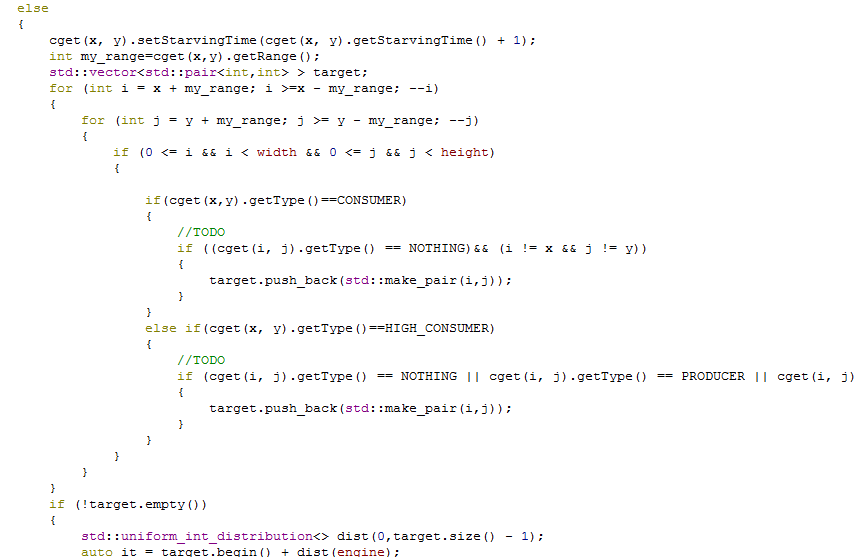 else
{
    cget(x, y).setStarvingTime(cget(x, y).getStarvingTime() + 1);
    int my_range=cget(x,y).getRange();
    std::vector<std::pair<int,int> > target;
    for (int i = x + my_range; i >=x - my_range; --i)
    {
        for (int j = y + my_range; j >= y - my_range; --j)
        {
            if (0 <= i && i < width && 0 <= j && j < height)
            {

                if(cget(x,y).getType()==CONSUMER)
                {
                    //TODO
                    if ((cget(i, j).getType() == NOTHING)&& (i != x && j != y))
                    {
                        target.push_back(std::make_pair(i,j));
                    }
                }
                else if(cget(x, y).getType()==HIGH_CONSUMER)
                {
                    //TODO
                    if (cget(i, j).getType() == NOTHING || cget(i, j).getType() == PRODUCER || cget(i, j)
                    {
                        target.push_back(std::make_pair(i,j));
                    }
                }
            }
        }
    }
    if (!target.empty())
    {
        std::uniform_int_distribution<> dist(0,target.size() - 1);
        auto it = target.begin() + dist(engine);